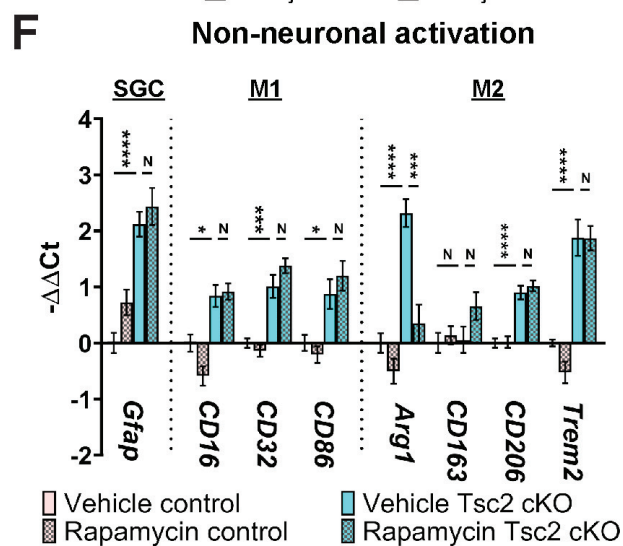 F Non-neuronal activation
SGC M1 M2
4
3
2
1
0
-1
-2
-ΔΔCt
**** N
* N
*** N
* N
**** ***
N N
**** N
**** N
Gfap CD16 CD32 CD86 Arg1 CD163 CD206 Trem2
Vehicle control Vehicle Tsc2 cKO
Rapamycin control Rapamycin Tsc2 cKO